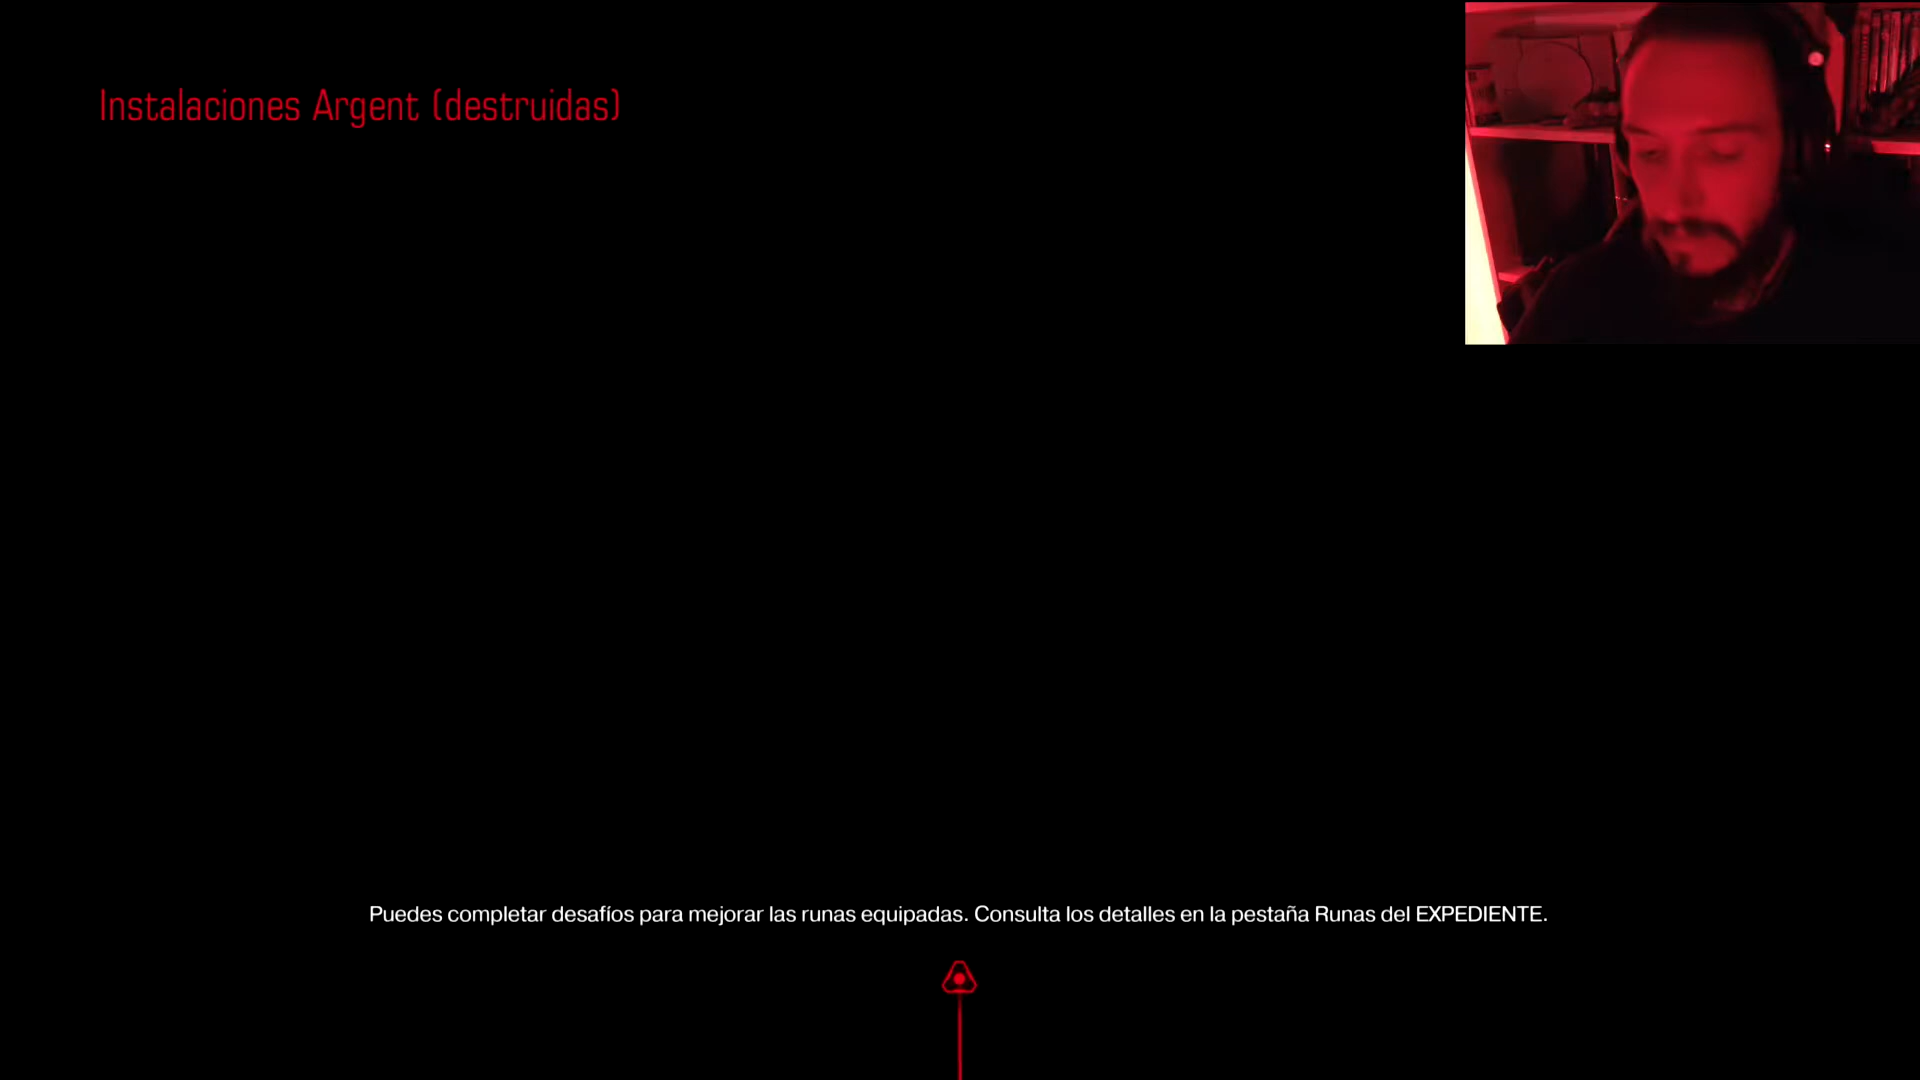 Instalaciones Argent (destruidas)
Puedes completar desafíos para mejorar las runas equipadas. Consulta los detalles en la pestaña Runas del EXPEDIENTE.